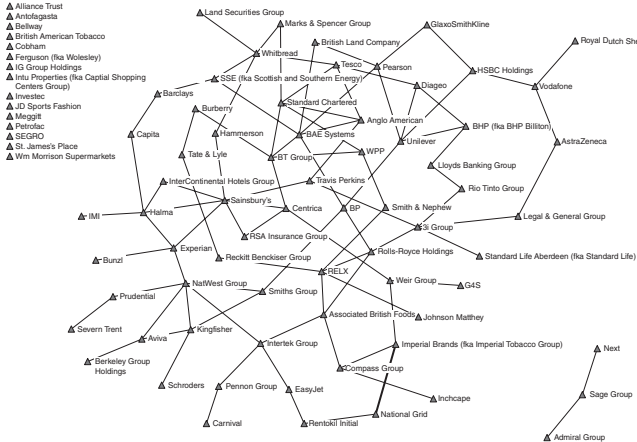 Alliance Trust
Antofagasta
Bellway
British American Tobacco
Cobham
Ferguson (fka Wolesley)
IG Group Holdings
Intu Properties (fka Captial Shopping
Centers Group)
Investec
JD Sports Fashion
Meggitt
Petrofac
SEGRO
St. James's Place
Wm Morrison Supermarkets
Land Securities Group
Marks & Spencer Group
GlaxoSmithKline
British Land Company
Royal Dutch She
Whitbread
Tesco
Pearson
HSBC Holdings
SSE (fka Scottish and Southern Energy)
Diageo
Vodafone
Barclays
Standard Chartered
Burberry
Anglo American
BHP (fka BHP Billiton)
Capita
Hammerson
BAE Systems
Unilever
AstraZeneca
Tate & Lyle
BT Group
WPP
Lloyds Banking Group
InterContinental Hotels Group
Travis Perkins
Rio Tinto Group
Sainsbury's
IMI
Halma
Centrica
BP
Smith & Nephew
Legal & General Group
3i Group
RSA Insurance Group
Experian
Rolls-Royce Holdings
Bunzl
Reckitt Benckiser Group
Standard Life Aberdeen (fka Standard Life)
RELX
NatWest Group
Weir Group
G4S
Smiths Group
Prudential
Associated British Foods
Johnson Matthey
Severn Trent
Kingfisher
Aviva
Intertek Group
Imperial Brands (fka Imperial Tobacco Group)
Next
Berkeley Group
Holdings
Compass Group
Schroders
Pennon Group
EasyJet
Inchcape
Sage Group
National Grid
Carnival
Rentokil Initial
Admiral Group